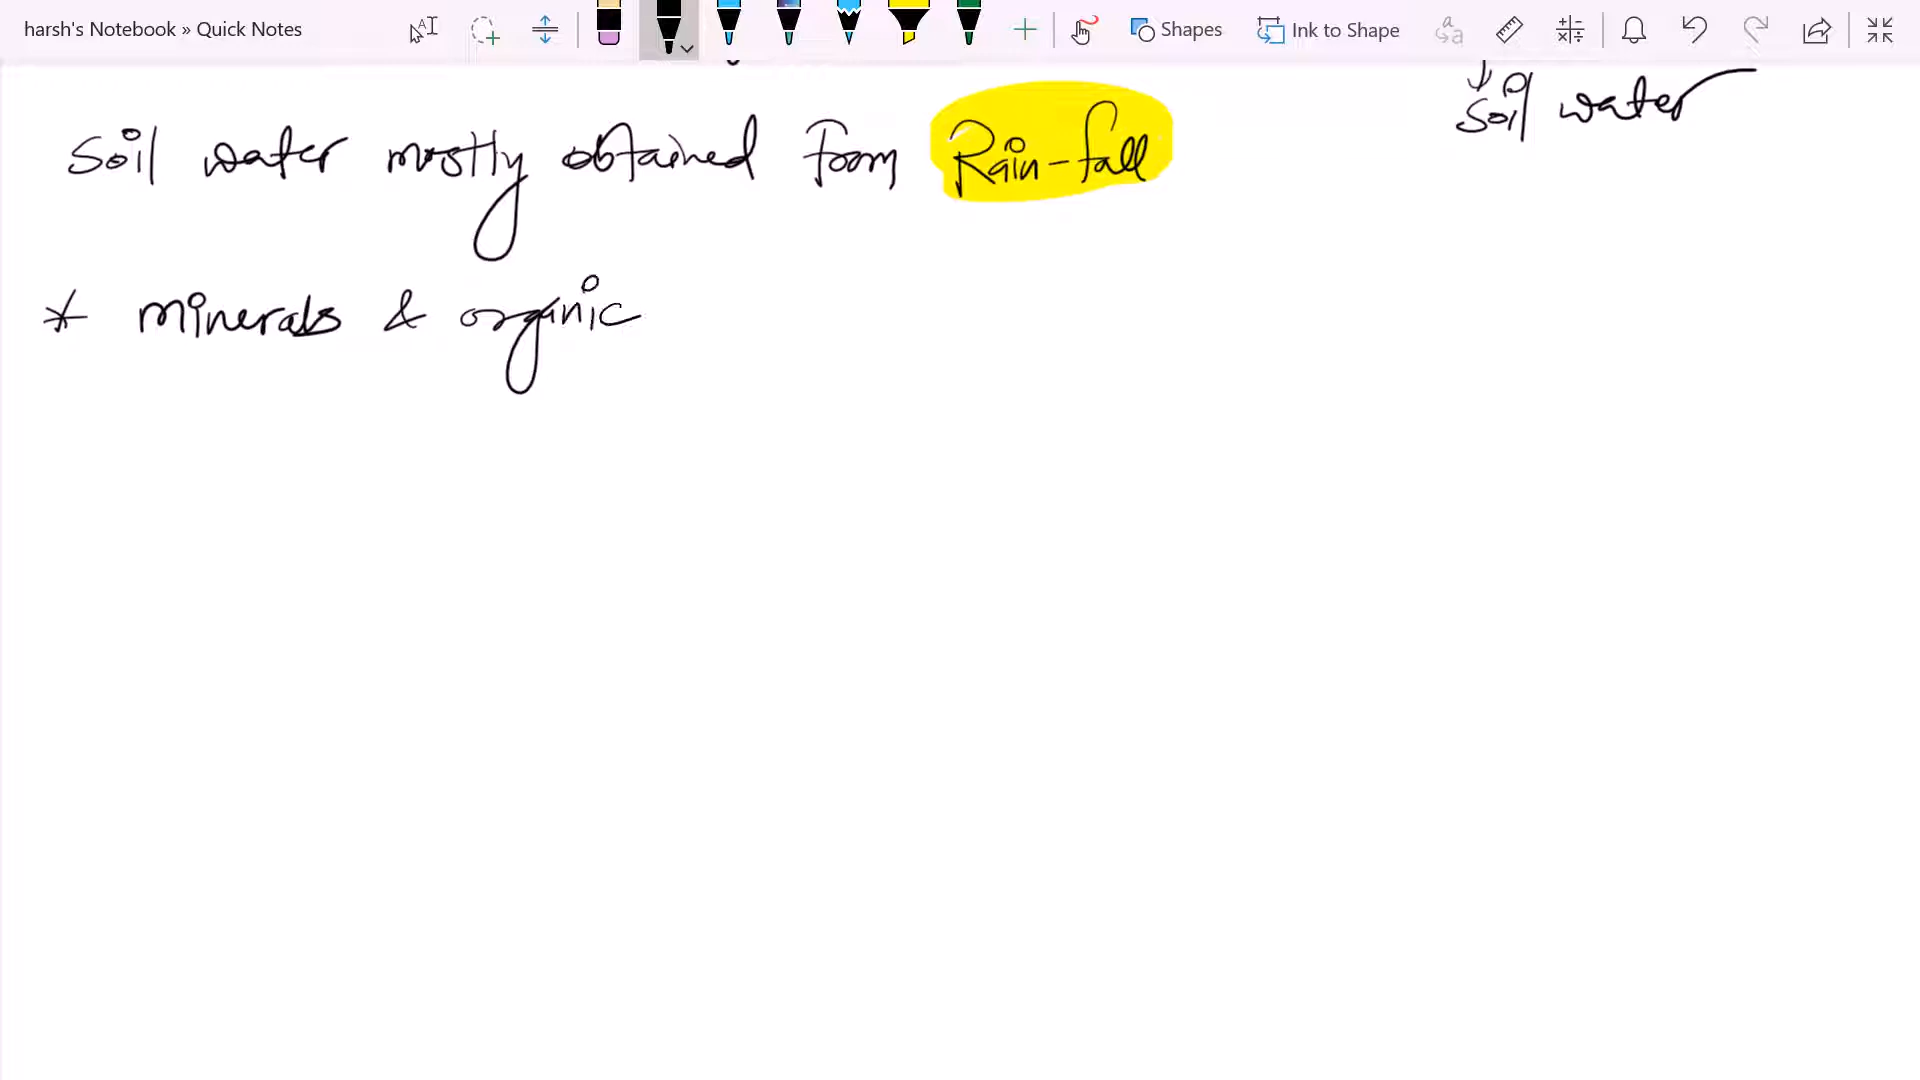 harsh's Notebook » Quick Notes Shapes Ink to Shape
soil water
soil water mostly obtained from Rain-fall
* minerals & organic